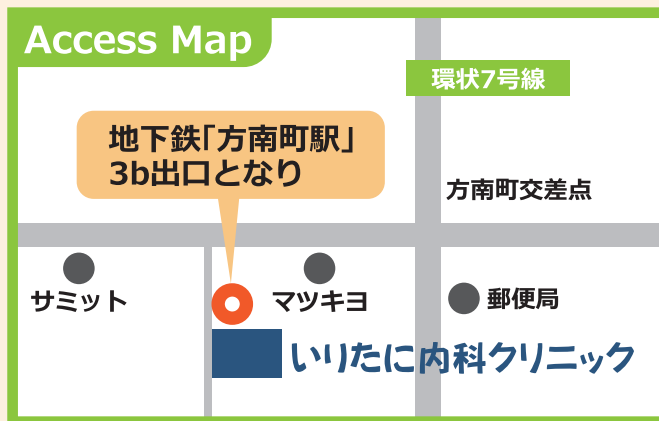 Access Map
環状7号線
地下鉄「方南町駅」
3b出口となり
方南町交差点
サミット
マツキヨ
郵便局
いりたに内科クリニック